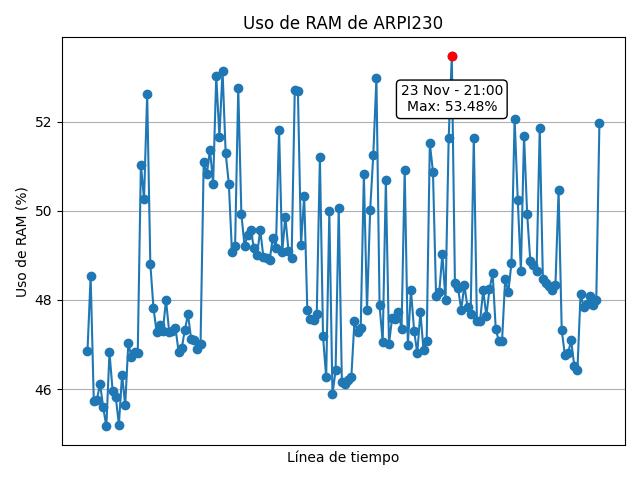 Uso de RAM de ARPI230
Uso de RAM (%)
52
50
48
46
23 Nov - 21:00
Max: 53.48%
Línea de tiempo